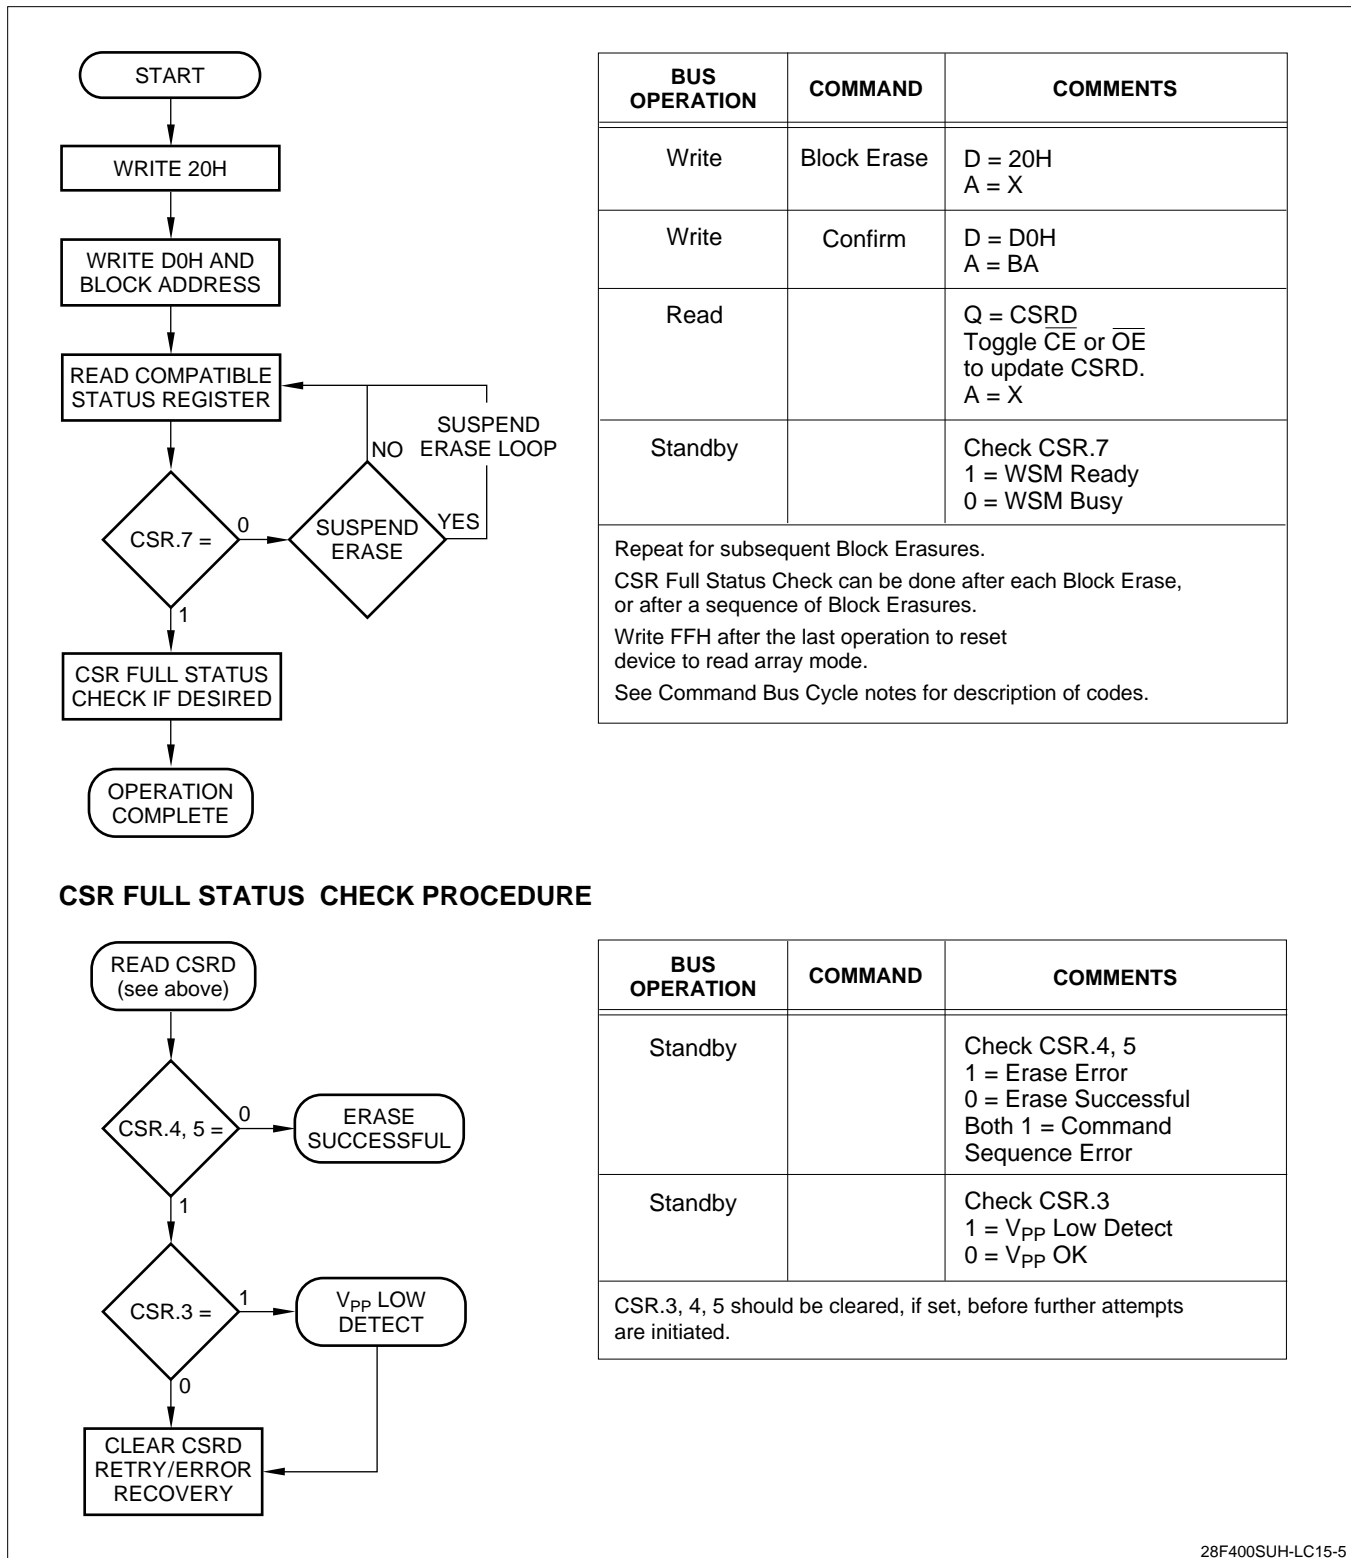 START
WRITE 20H
WRITE D0H AND
BLOCK ADDRESS
READ COMPATIBLE
STATUS REGISTER
SUSPEND
ERASE LOOP
NO
CSR.7 =
0
SUSPEND
ERASE
YES
1
CSR FULL STATUS
CHECK IF DESIRED
OPERATION
COMPLETE
BUS
OPERATION
COMMAND
COMMENTS
Write
Block Erase
D = 20H
A = X
Write
Confirm
D = D0H
A = BA
Read
Q = CSRD
Toggle C̅E̅ or O̅E̅
to update CSRD.
A = X
Standby
Check CSR.7
1 = WSM Ready
0 = WSM Busy
Repeat for subsequent Block Erasures.
CSR Full Status Check can be done after each Block Erase,
or after a sequence of Block Erasures.
Write FFH after the last operation to reset
device to read array mode.
See Command Bus Cycle notes for description of codes.
CSR FULL STATUS CHECK PROCEDURE
READ CSRD
(see above)
CSR.4, 5 =
0
ERASE
SUCCESSFUL
1
CSR.3 =
1
VPP LOW
DETECT
0
CLEAR CSRD
RETRY/ERROR
RECOVERY
BUS
OPERATION
COMMAND
COMMENTS
Standby
Check CSR.4, 5
1 = Erase Error
0 = Erase Successful
Both 1 = Command
Sequence Error
Standby
Check CSR.3
1 = VPP Low Detect
0 = VPP OK
CSR.3, 4, 5 should be cleared, if set, before further attempts
are initiated.
28F400SUH-LC15-5